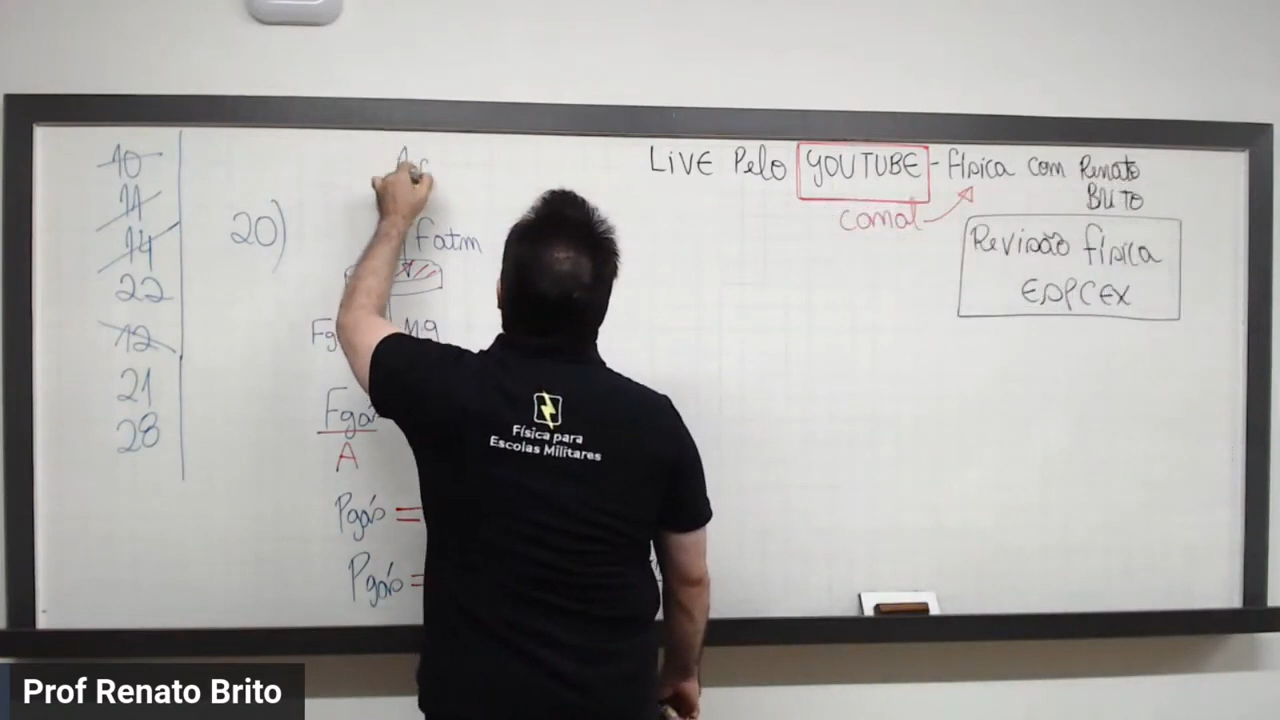 10
11
14
22
12
21
28
20)
Fatm
M.g
A
Pgás =
Pgás =
LIVE Pelo YOUTUBE - FÍSICA COM Renato
BRITO
canal
Revisão Física
ESPCEX
Física para
Escolas Militares
Prof Renato Brito